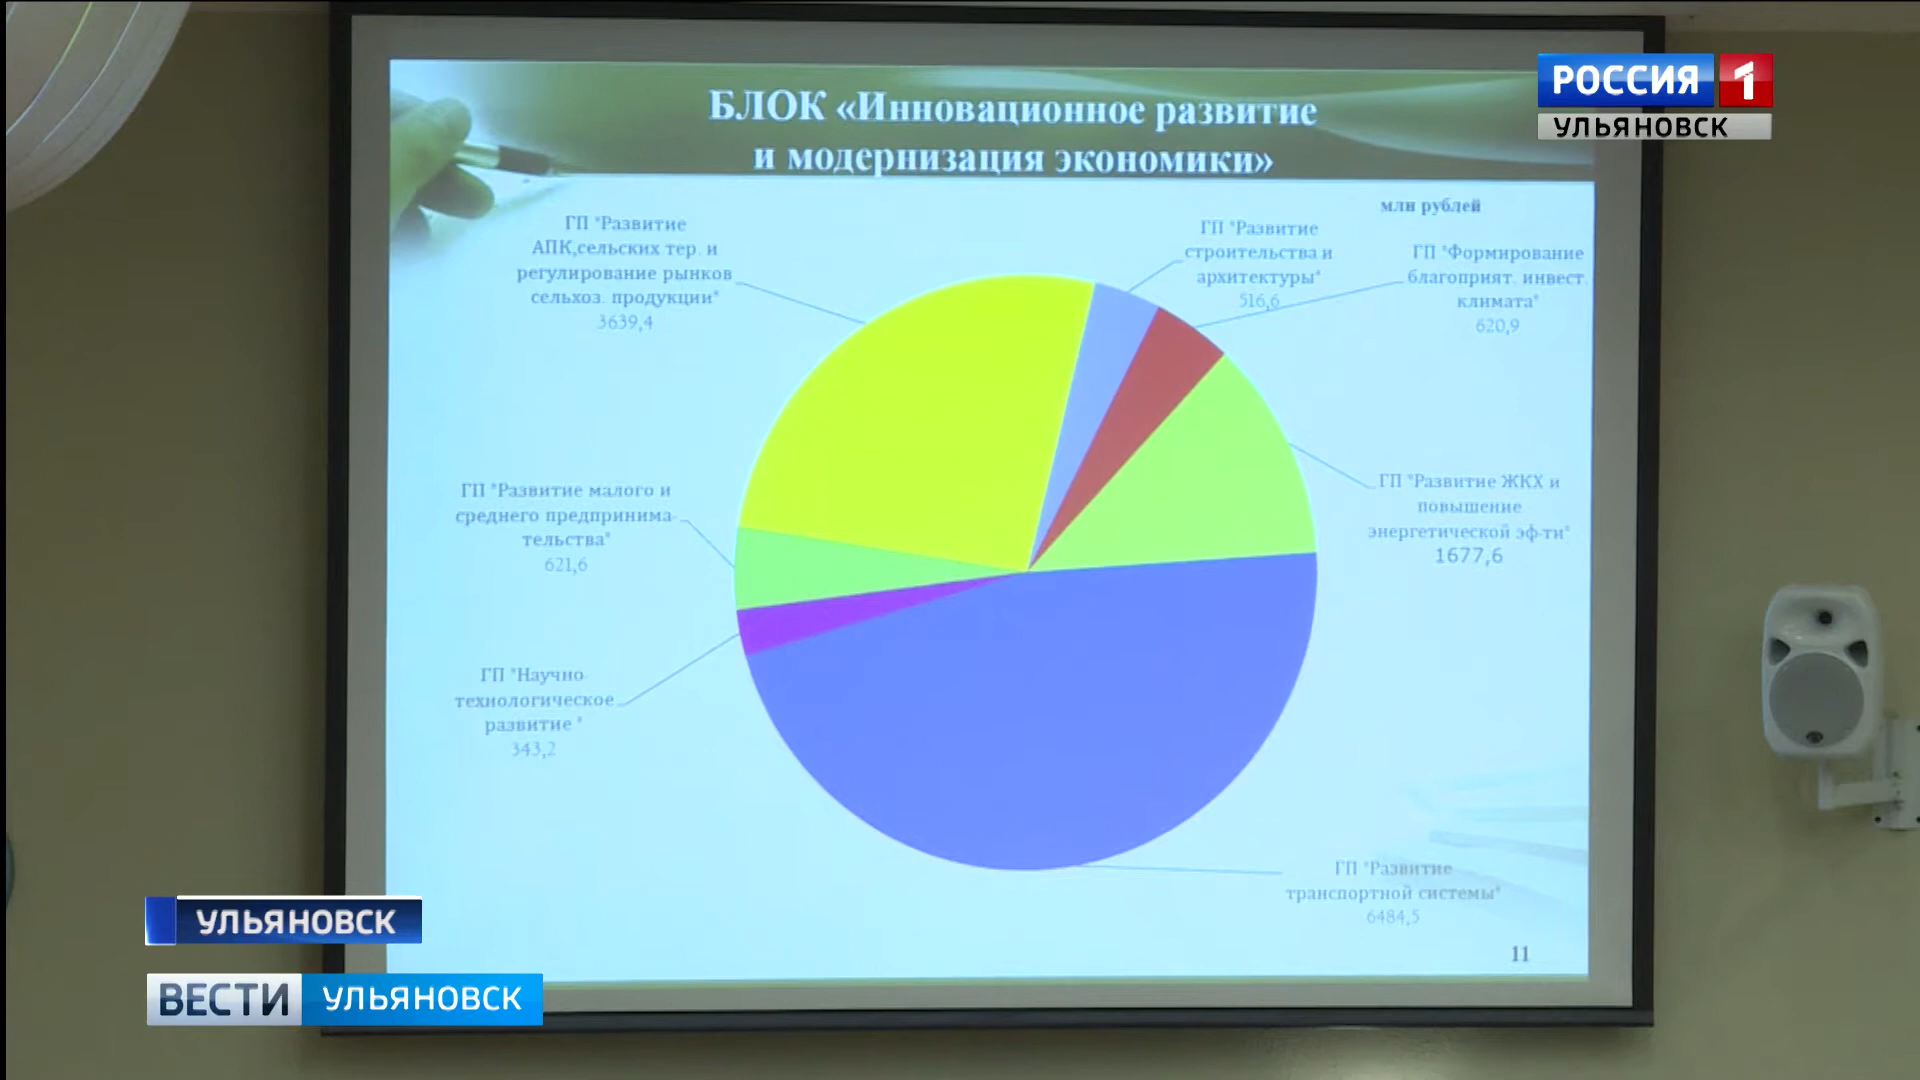 БЛОК «Инновационное развитие
и модернизация экономики»
РОССИЯ 1
УЛЬЯНОВСК
млн рублей
ГП "Развитие
АПК,сельских тер. и
регулирование рынков
сельхоз. продукции"
3639,4
ГП "Развитие
строительства и
архитектуры"
516,6
ГП "Формирование
благоприят. инвест.
климата"
620,9
ГП "Развитие малого и
среднего предпринима-
тельства"
621,6
ГП "Развитие ЖКХ и
повышение
энергетической эф-ти"
1677,6
ГП "Научно-
технологическое
развитие "
343,2
ГП "Развитие
транспортной системы"
6484,5
11
УЛЬЯНОВСК
ВЕСТИ УЛЬЯНОВСК